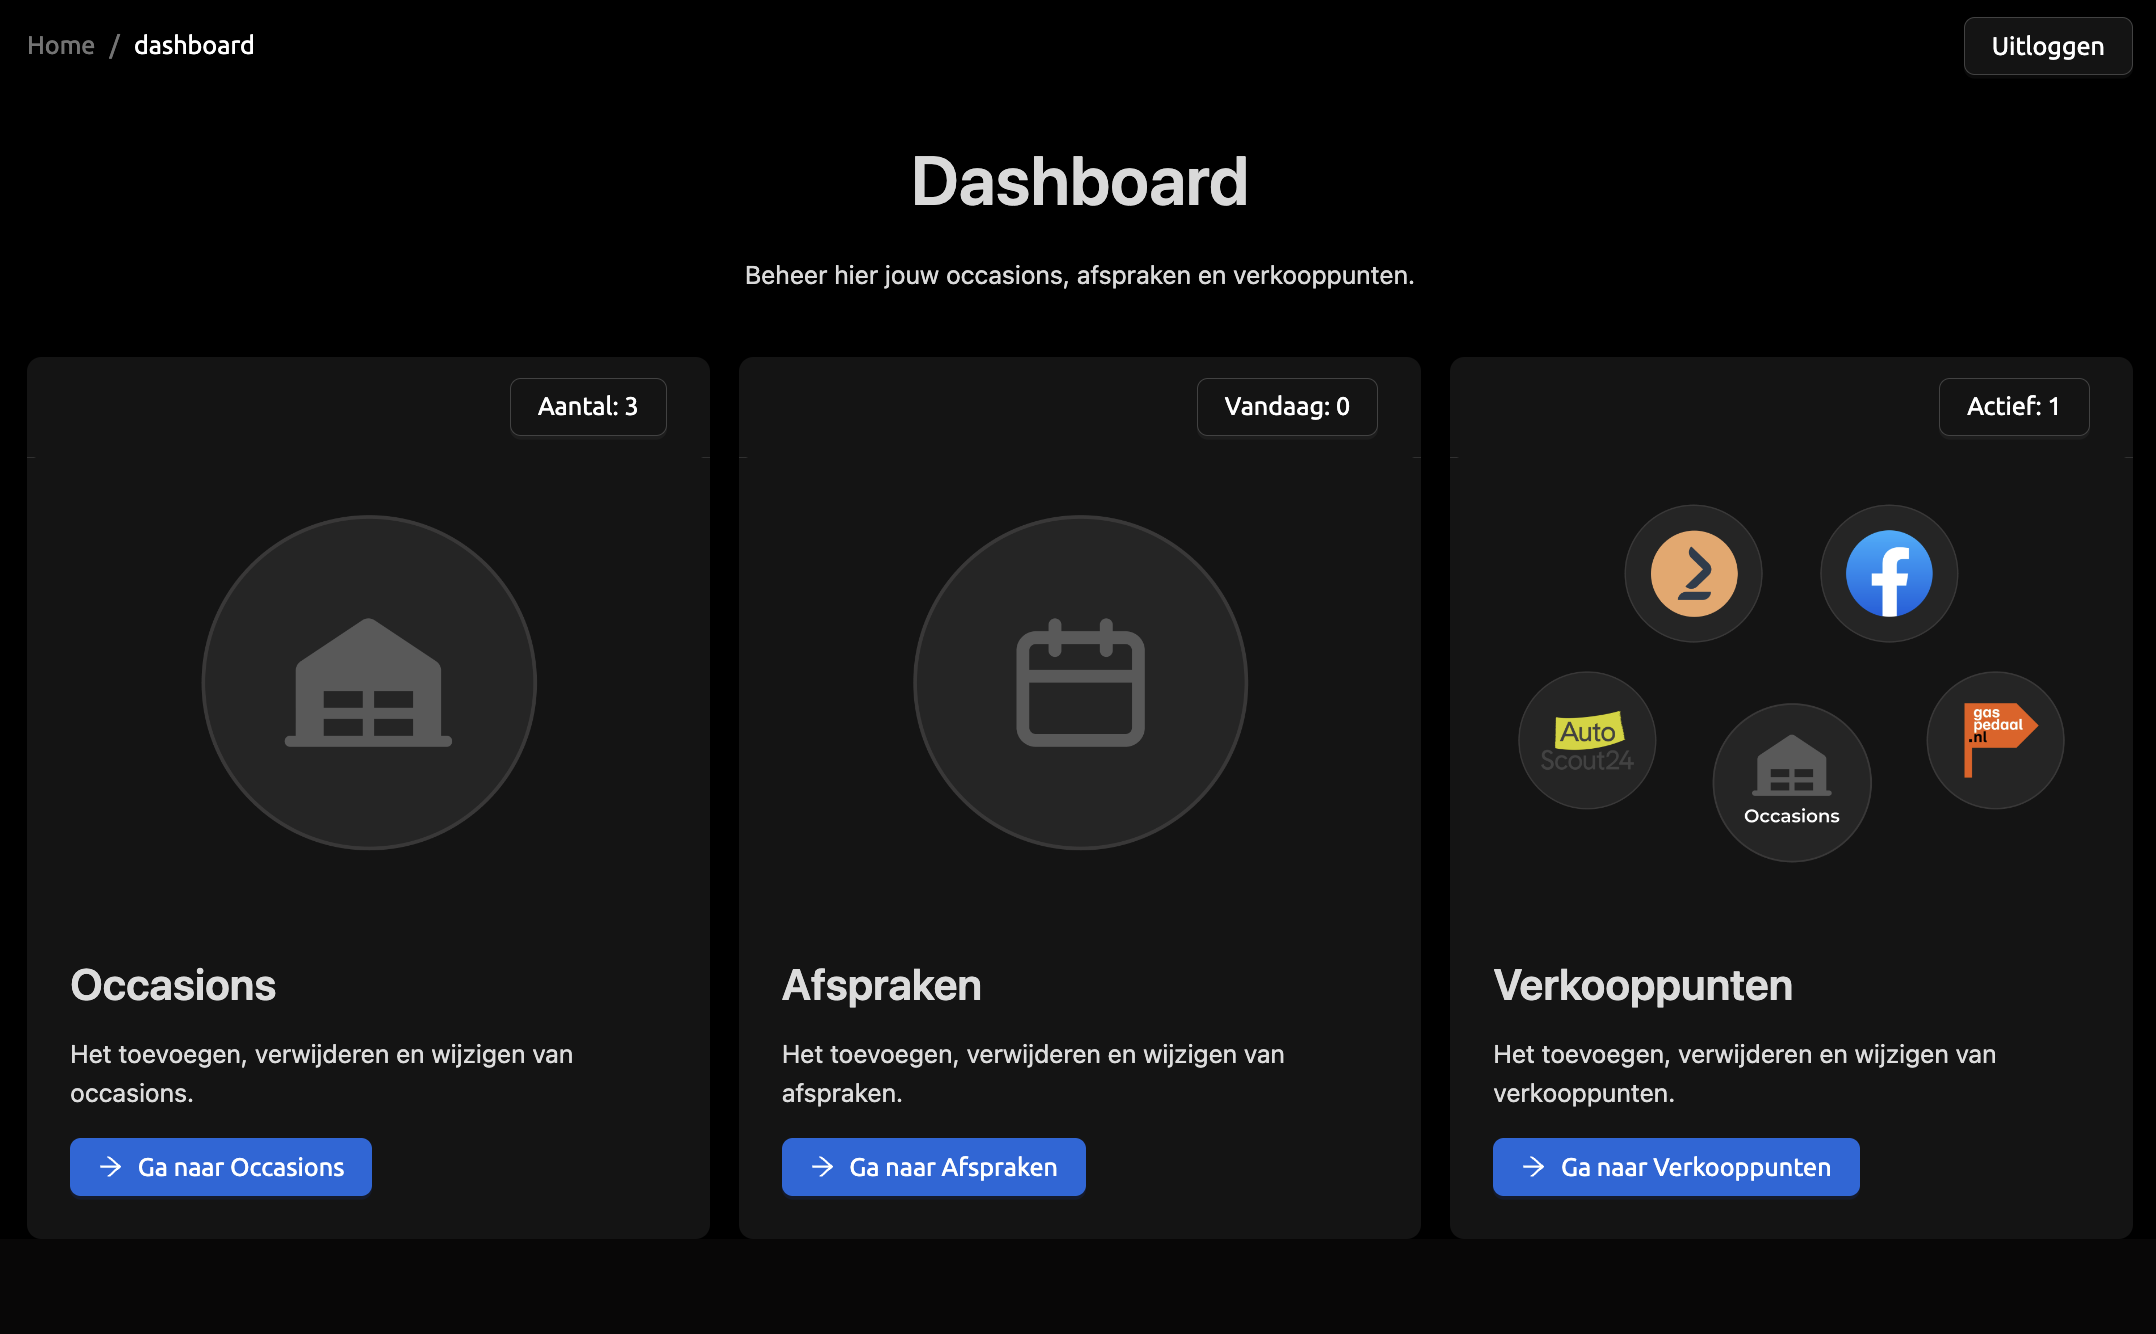 Home / dashboard
Uitloggen
Dashboard
Beheer hier jouw occasions, afspraken en verkooppunten.
Aantal: 3
Occasions
Het toevoegen, verwijderen en wijzigen van
occasions.
Ga naar Occasions
Vandaag: 0
Afspraken
Het toevoegen, verwijderen en wijzigen van
afspraken.
Ga naar Afspraken
Actief: 1
Auto
Scout24
Occasions
gas
pedaal
.nl
Verkooppunten
Het toevoegen, verwijderen en wijzigen van
verkooppunten.
Ga naar Verkooppunten